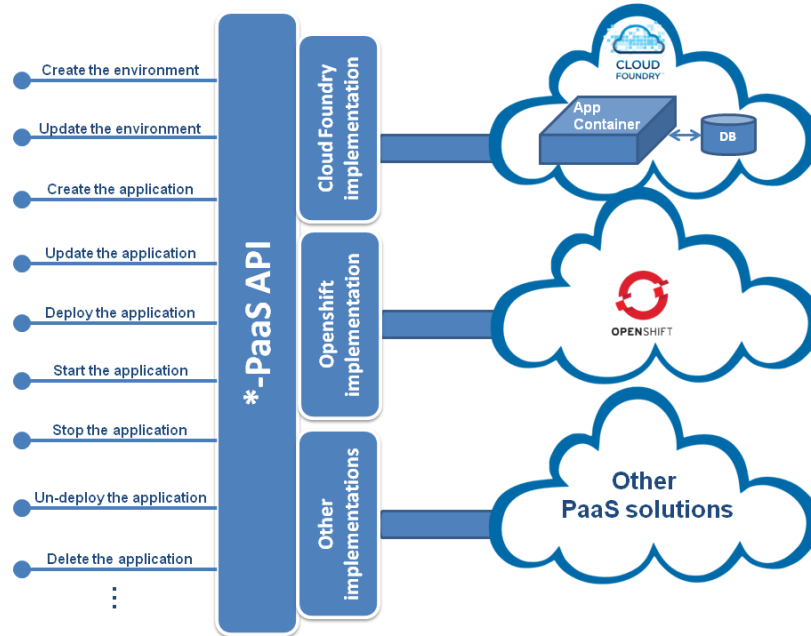 Create the environment
Update the environment
Create the application
Update the application
Deploy the application
Start the application
Stop the application
Un-deploy the application
Delete the application
...
*-PaaS API
Cloud Foundry
implementation
Openshift
implementation
Other
implementations
CLOUD
FOUNDRY
App
Container
DB
OPENSHIFT
Other
PaaS solutions